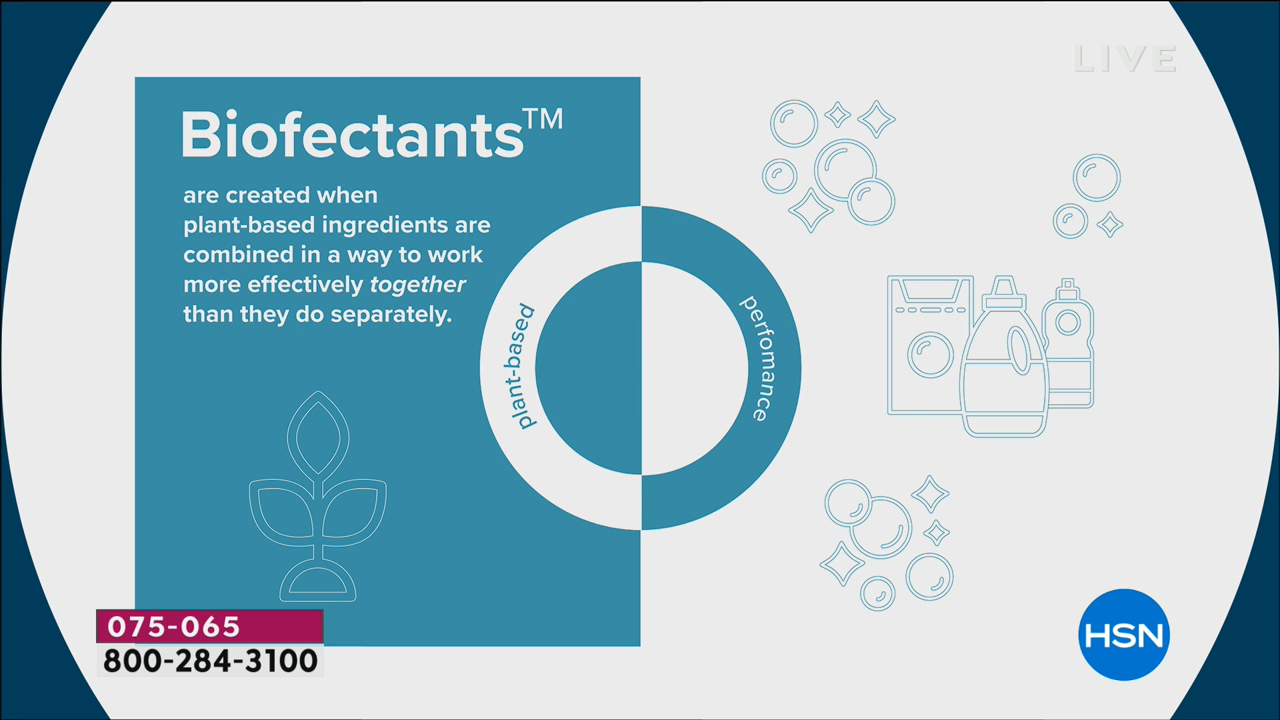 LIVE
Biofectants™
are created when
plant-based ingredients are
combined in a way to work
more effectively together
than they do separately.
plant-based
perfomance
075-065
800-284-3100
HSN